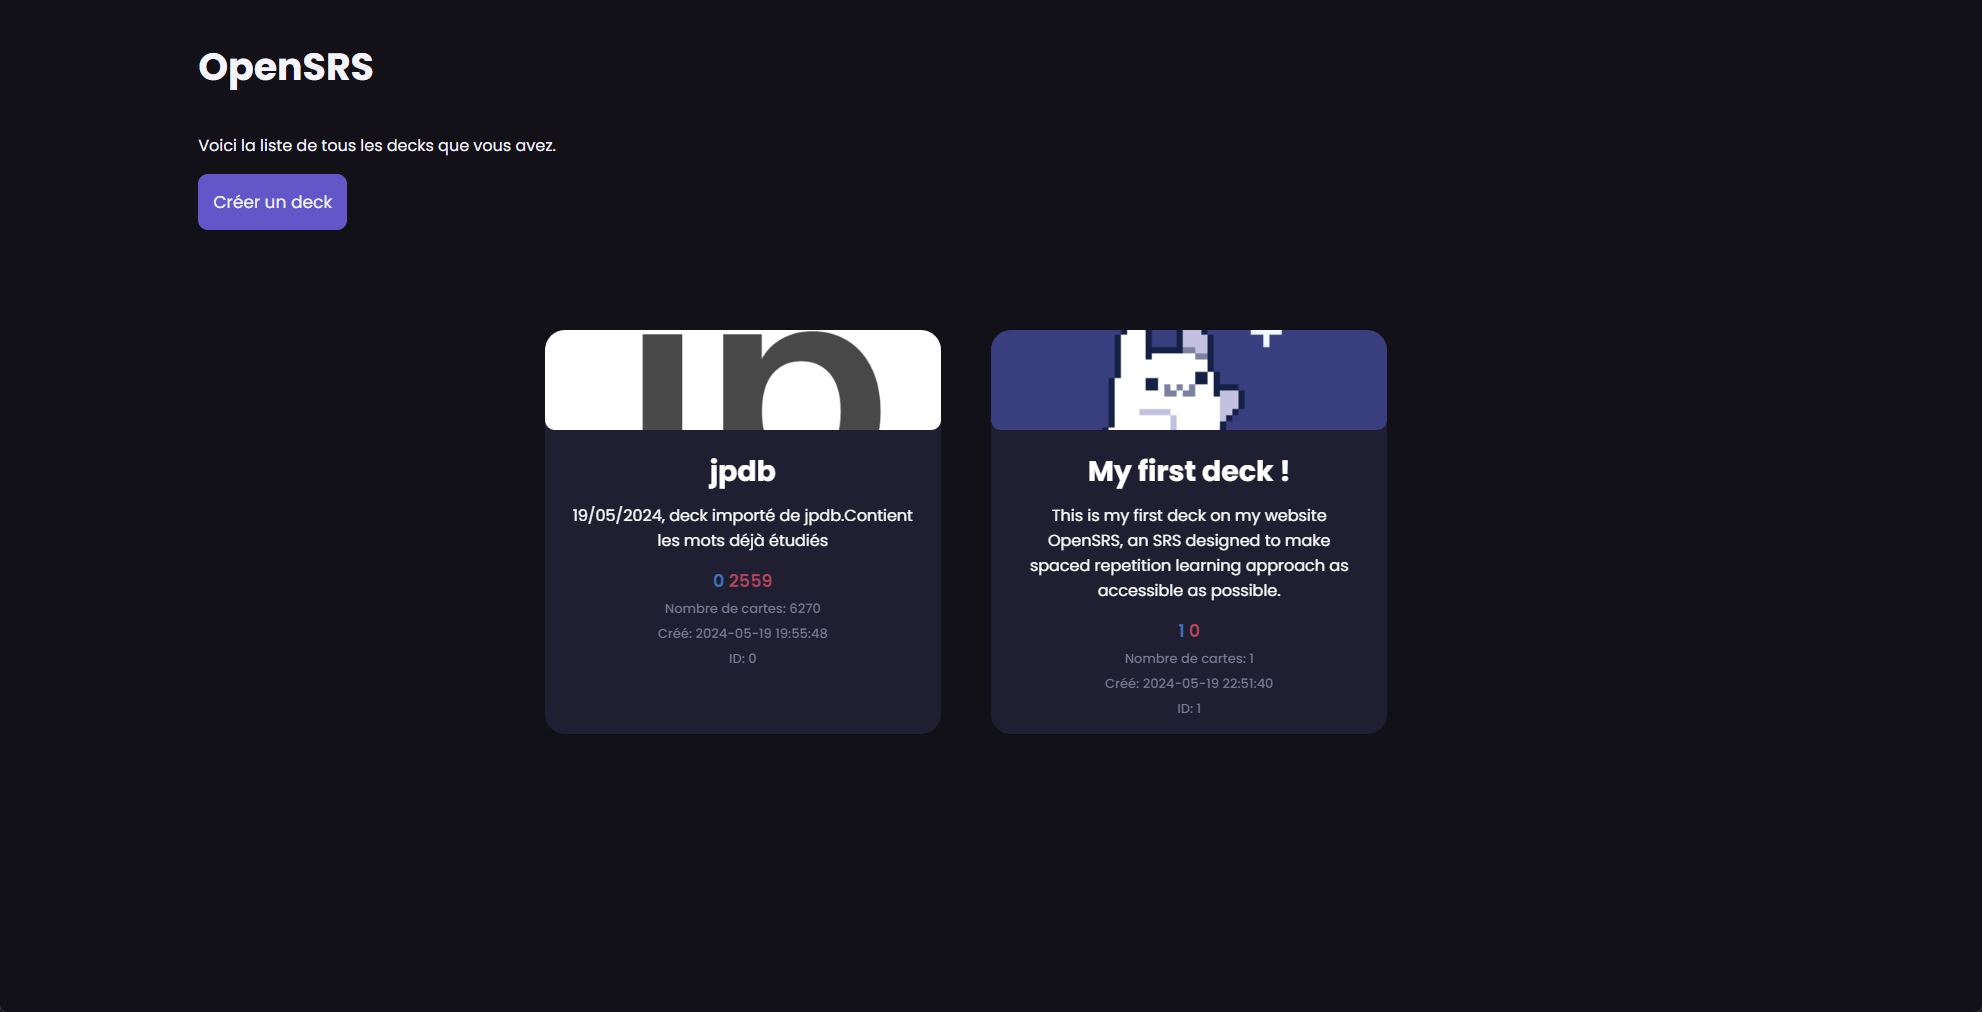 OpenSRS
Voici la liste de tous les decks que vous avez.
Créer un deck
jp
jpdb
19/05/2024, deck importé de jpdb.Contient
les mots déjà étudiés
0 2559
Nombre de cartes: 6270
Créé: 2024-05-19 19:55:48
ID: 0
My first deck !
This is my first deck on my website
OpenSRS, an SRS designed to make
spaced repetition learning approach as
accessible as possible.
1 0
Nombre de cartes: 1
Créé: 2024-05-19 22:51:40
ID: 1